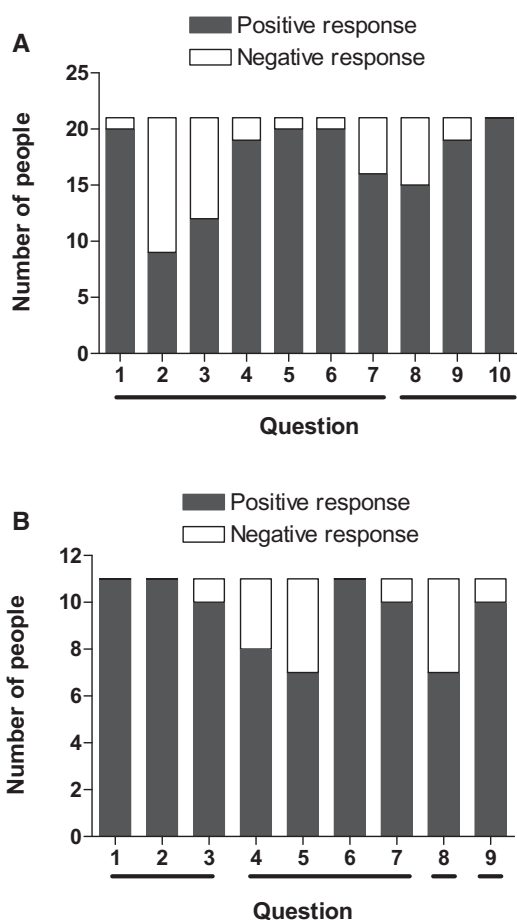 A
Positive response
Negative response
Number of people
25
20
15
10
5
0
1 2 3 4 5 6 7 8 9 10
Question
B
Positive response
Negative response
Number of people
12
10
8
6
4
2
0
1 2 3 4 5 6 7 8 9
Question